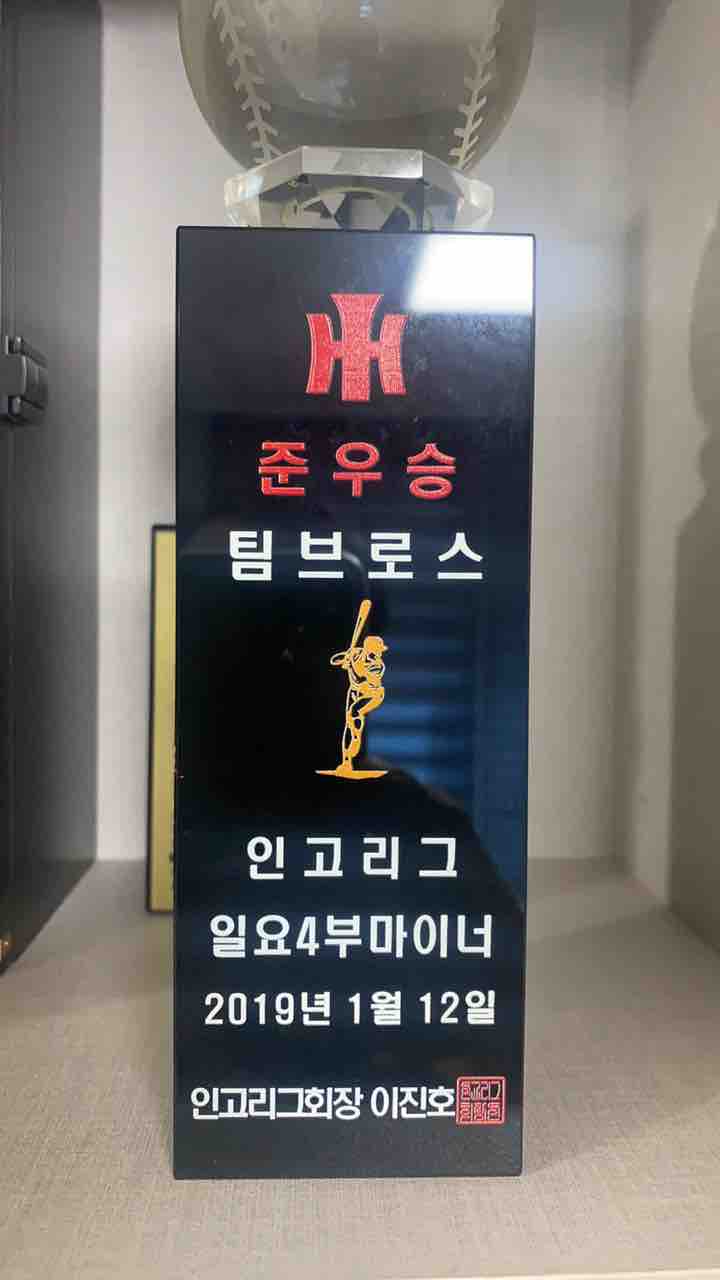 준우승
팀브로스
인고리그
일요4부마이너
2019년 1월 12일
인고리그회장 이진호